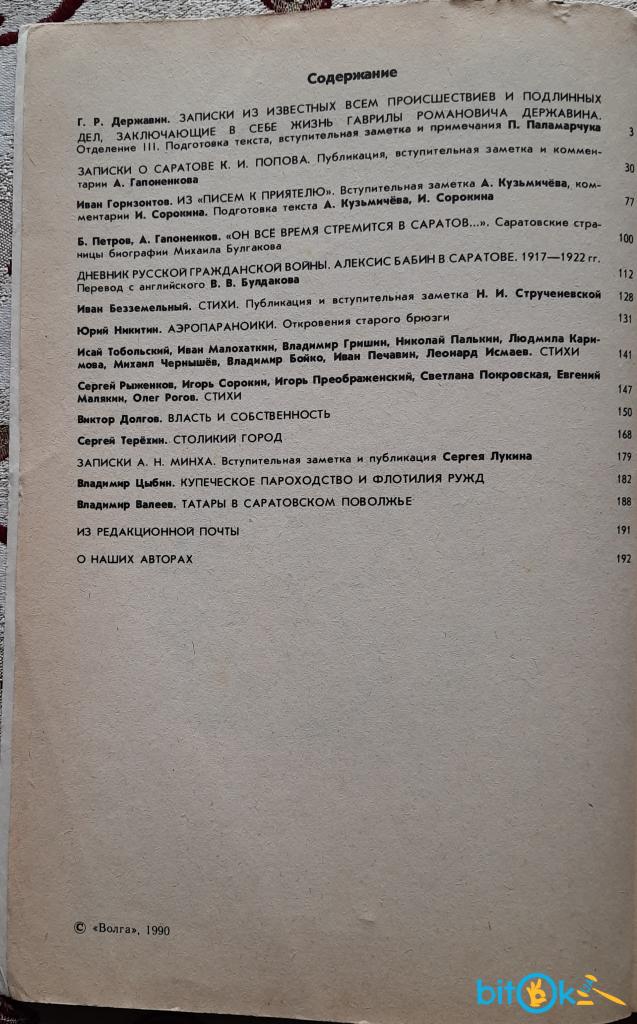 Содержание
Г. Р. Державин. ЗАПИСКИ ИЗ ИЗВЕСТНЫХ ВСЕМ ПРОИСШЕСТВИЕВ И ПОДЛИННЫХ
ДЕЛ, ЗАКЛЮЧАЮЩИЕ В СЕБЕ ЖИЗНЬ ГАВРИЛЫ РОМАНОВИЧА ДЕРЖАВИНА.
Отделение III. Подготовка текста, вступительная заметка и примечания П. Паламарчука 3
ЗАПИСКИ О САРАТОВЕ К. И. ПОПОВА. Публикация, вступительная заметка и коммен-
тарии А. Гапоненкова 30
Иван Горизонтов. ИЗ «ПИСЕМ К ПРИЯТЕЛЮ». Вступительная заметка А. Кузьмичёва, ком-
ментарии И. Сорокина. Подготовка текста А. Кузьмичёва, И. Сорокина 77
Б. Петров, А. Гапоненков. «ОН ВСЕ ВРЕМЯ СТРЕМИТСЯ В САРАТОВ...». Саратовские стра-
ницы биографии Михаила Булгакова 100
ДНЕВНИК РУССКОЙ ГРАЖДАНСКОЙ ВОЙНЫ. АЛЕКСИС БАБИН В САРАТОВЕ. 1917—1922 гг.
Перевод с английского В. В. Булдакова 112
Иван Безземельный. СТИХИ. Публикация и вступительная заметка Н. И. Струченевской 128
Юрий Никитин. АЭРОПАРАНОИКИ. Откровения старого брюзги 131
Исай Тобольский, Иван Малохаткин, Владимир Гришин, Николай Палькин, Людмила Кари-
мова, Михаил Чернышёв, Владимир Бойко, Иван Печавин, Леонард Исмаев. СТИХИ 141
Сергей Рыженков, Игорь Сорокин, Игорь Преображенский, Светлана Покровская, Евгений
Малякин, Олег Рогов. СТИХИ 147
Виктор Долгов. ВЛАСТЬ И СОБСТВЕННОСТЬ 150
Сергей Терёхин. СТОЛИКИЙ ГОРОД 168
ЗАПИСКИ А. Н. МИНХА. Вступительная заметка и публикация Сергея Лукина 179
Владимир Цыбин. КУПЕЧЕСКОЕ ПАРОХОДСТВО И ФЛОТИЛИЯ РУЖД 182
Владимир Валеев. ТАТАРЫ В САРАТОВСКОМ ПОВОЛЖЬЕ 188
ИЗ РЕДАКЦИОННОЙ ПОЧТЫ 191
О НАШИХ АВТОРАХ 192
© «Волга», 1990
bitOk